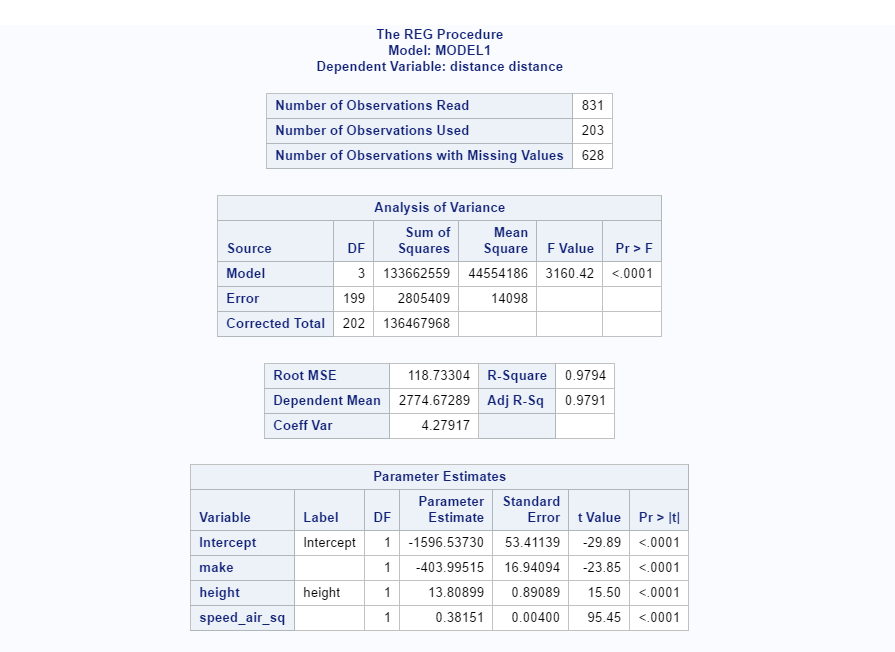 The REG Procedure
Model: MODEL1
Dependent Variable: distance distance
Number of Observations Read 831
Number of Observations Used 203
Number of Observations with Missing Values 628
Analysis of Variance
Source DF Sum of Squares Mean Square F Value Pr > F
Model 3 133662559 44554186 3160.42 <.0001
Error 199 2805409 14098
Corrected Total 202 136467968
Root MSE 118.73304 R-Square 0.9794
Dependent Mean 2774.67289 Adj R-Sq 0.9791
Coeff Var 4.27917
Parameter Estimates
Variable Label DF Parameter Estimate Standard Error t Value Pr > |t|
Intercept Intercept 1 -1596.53730 53.41139 -29.89 <.0001
make 1 -403.99515 16.94094 -23.85 <.0001
height height 1 13.80899 0.89089 15.50 <.0001
speed_air_sq 1 0.38151 0.00400 95.45 <.0001